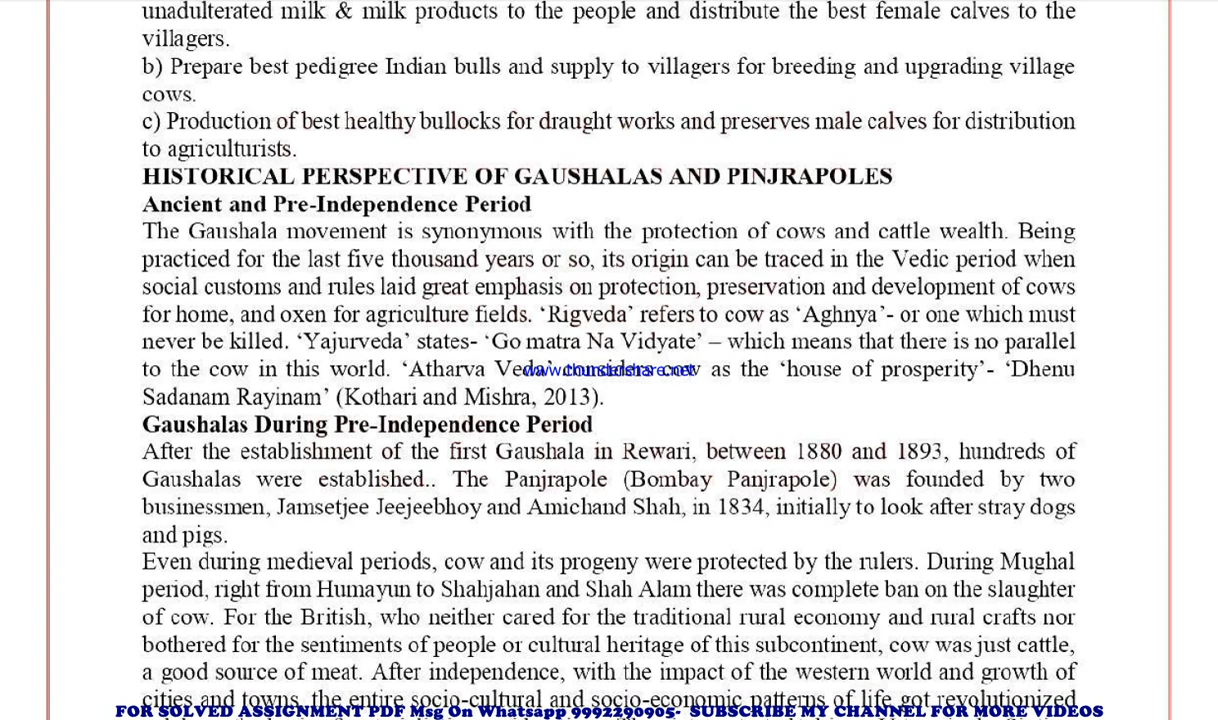 unadulterated milk & milk products to the people and distribute the best female calves to the
villagers.
b) Prepare best pedigree Indian bulls and supply to villagers for breeding and upgrading village
cows.
c) Production of best healthy bullocks for draught works and preserves male calves for distribution
to agriculturists.
HISTORICAL PERSPECTIVE OF GAUSHALAS AND PINJRAPOLES
Ancient and Pre-Independence Period
The Gaushala movement is synonymous with the protection of cows and cattle wealth. Being
practiced for the last five thousand years or so, its origin can be traced in the Vedic period when
social customs and rules laid great emphasis on protection, preservation and development of cows
for home, and oxen for agriculture fields. ‘Rigveda’ refers to cow as ‘Aghnya’- or one which must
never be killed. ‘Yajurveda’ states- ‘Go matra Na Vidyate’ – which means that there is no parallel
to the cow in this world. ‘Atharva Veda’ considers cow as the ‘house of prosperity’- ‘Dhenu
Sadanam Rayinam’ (Kothari and Mishra, 2013).
Gaushalas During Pre-Independence Period
After the establishment of the first Gaushala in Rewari, between 1880 and 1893, hundreds of
Gaushalas were established.. The Panjrapole (Bombay Panjrapole) was founded by two
businessmen, Jamsetjee Jeejeebhoy and Amichand Shah, in 1834, initially to look after stray dogs
and pigs.
Even during medieval periods, cow and its progeny were protected by the rulers. During Mughal
period, right from Humayun to Shahjahan and Shah Alam there was complete ban on the slaughter
of cow. For the British, who neither cared for the traditional rural economy and rural crafts nor
bothered for the sentiments of people or cultural heritage of this subcontinent, cow was just cattle,
a good source of meat. After independence, with the impact of the western world and growth of
cities and towns, the entire socio-cultural and socio-economic patterns of life got revolutionized
FOR SOLVED ASSIGNMENT PDF Msg On Whatsapp 9992290905- SUBSCRIBE MY CHANNEL FOR MORE VIDEOS